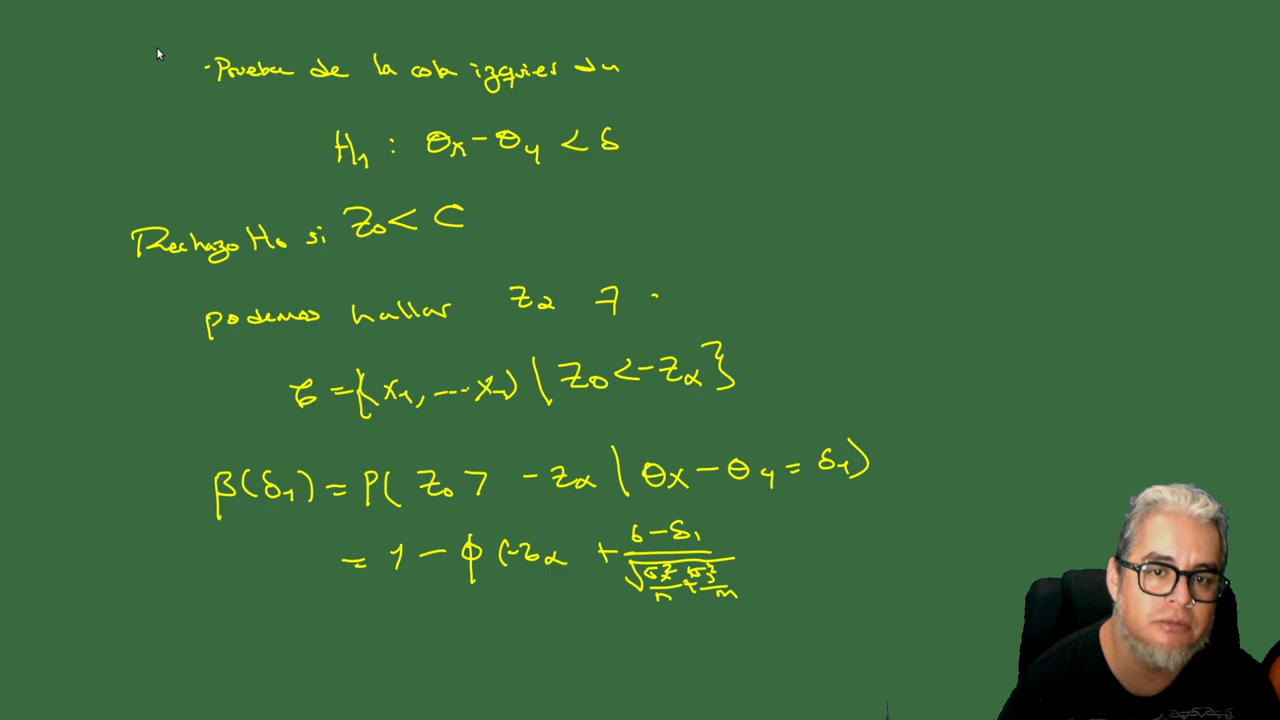 · Prueba de la cola izquierda
H₁ : θx - θy < δ
Rechazo H₀ si Z₀ < C
podemos hallar Zα ∃ ·
𝒞 = {(x₁, ... xₙ) | Z₀ < -Zα}
β(δ₁) = P( Z₀ > -Zα | θx - θy = δ₁)
= 1 - ϕ (-Zα + (δ - δ₁) / √(σx²/n + σy²/m)